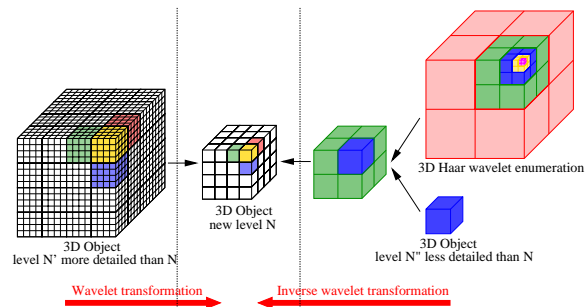 3D Haar wavelet enumeration
3D Object
new level N
3D Object
level N' more detailed than N
3D Object
level N" less detailed than N
Wavelet transformation
Inverse wavelet transformation